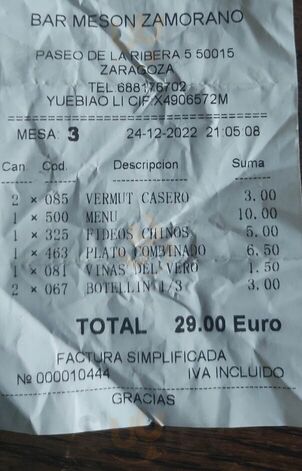 BAR MESON ZAMORANO
PASEO DE LA RIBERA 5 50015
ZARAGOZA
TEL 688176702
YUEBIAO LI CIF:X4906572M
================================
MESA: 3 24-12-2022 21:05:08
Can Cod. Descripcion Suma
2 × 085 VERMUT CASERO 3.00
1 × 500 MENU 10.00
1 × 325 FIDEOS CHINOS 5.00
1 × 463 PLATO COMBINADO 6.50
1 × 081 VINAS DEL VERO 1.50
2 × 067 BOTELLIN 1/3 3.00
TOTAL 29.00 Euro
FACTURA SIMPLIFICADA
Nº 000010444 IVA INCLUIDO
GRACIAS